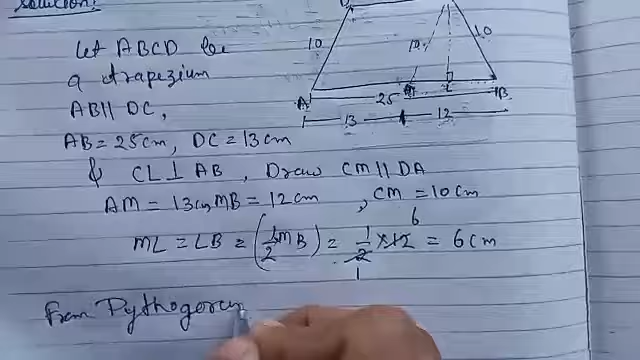 Solution:
10
10
10
A
M
L
B
25
13
12
Let ABCD be
a trapezium
AB || DC,
AB = 25cm, DC = 13cm
& CL ⊥ AB, Draw CM || DA
AM = 13cm, MB = 12cm, CM = 10cm
ML = LB = (1/2 MB) = 1/2 × 12 = 6cm
6
1
From Pythogorem